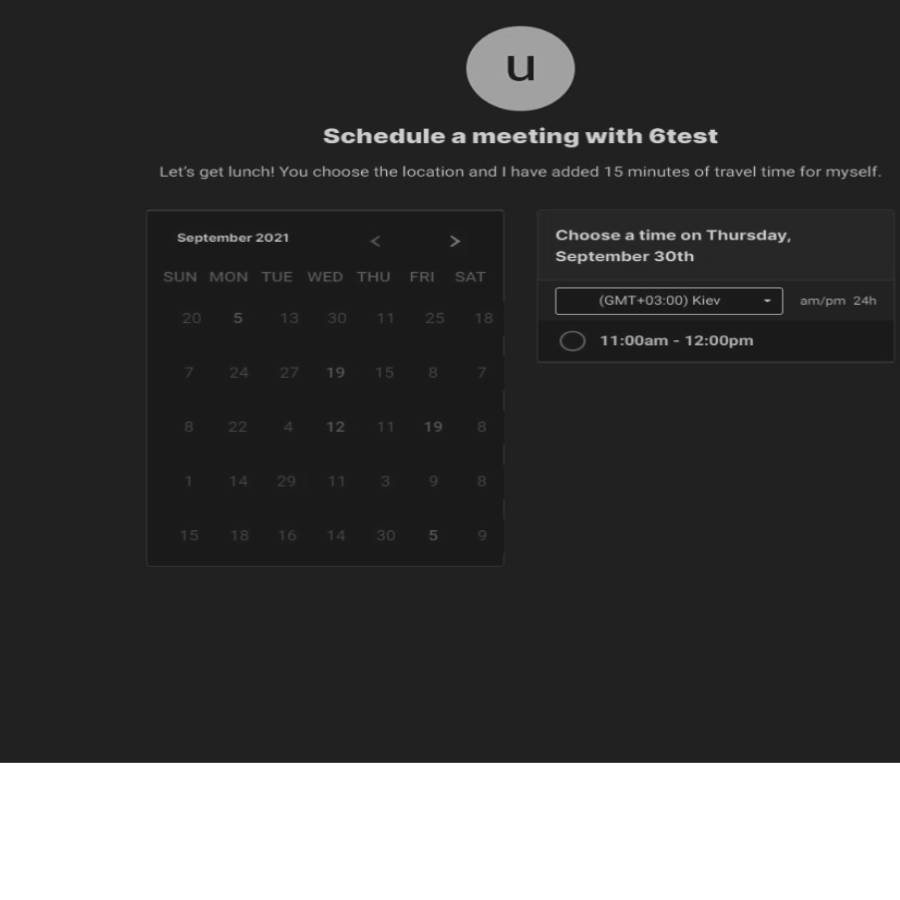 u
Schedule a meeting with 6test
Let's get lunch! You choose the location and I have added 15 minutes of travel time for myself.
September 2021 < >
SUN MON TUE WED THU FRI SAT
20 5 13 30 11 25 18
7 24 27 19 15 8 7
8 22 4 12 11 19 8
1 14 29 11 3 9 8
15 18 16 14 30 5 9
Choose a time on Thursday,
September 30th
(GMT+03:00) Kiev am/pm 24h
11:00am - 12:00pm